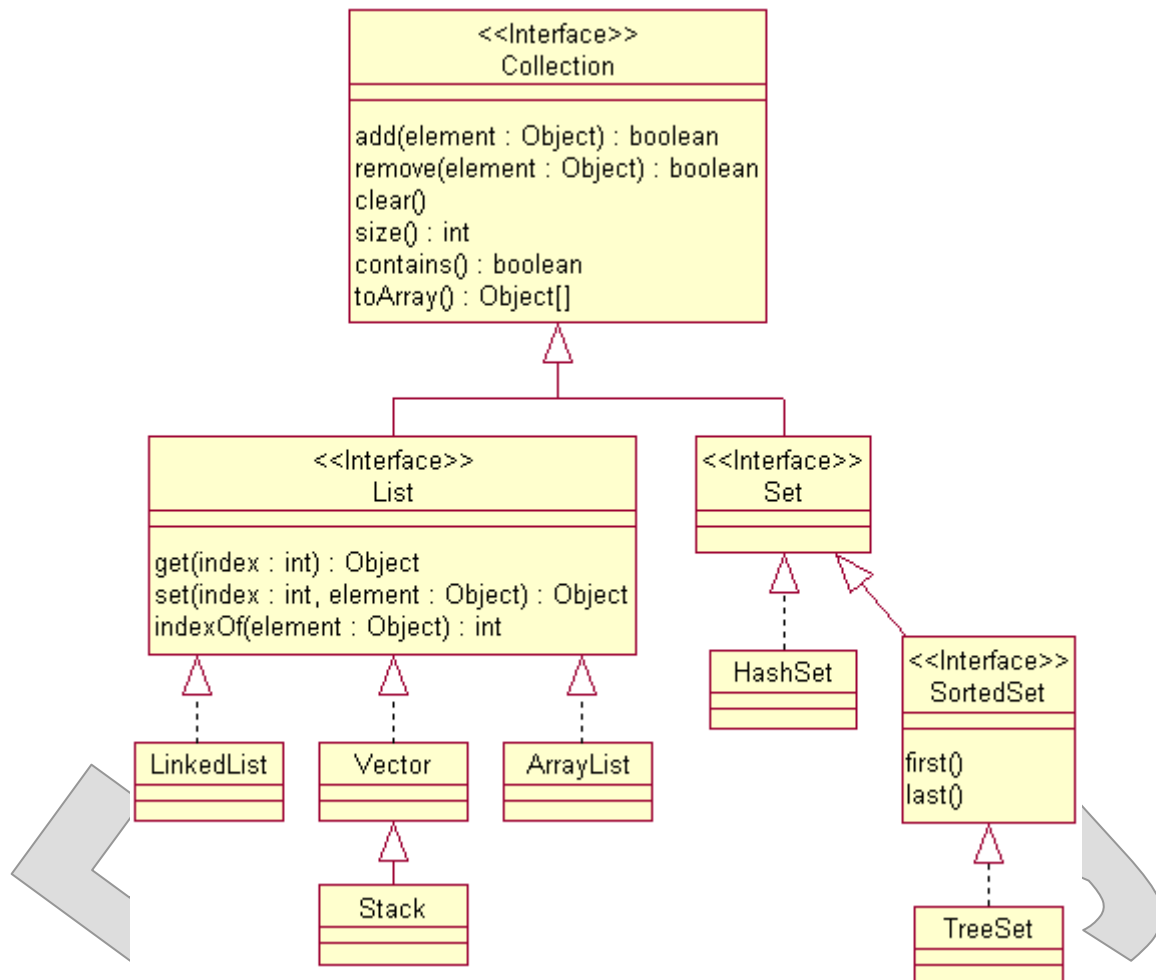 <<Interface>>
Collection
add(element : Object) : boolean
remove(element : Object) : boolean
clear()
size() : int
contains() : boolean
toArray() : Object[]
<<Interface>>
List
get(index : int) : Object
set(index : int, element : Object) : Object
indexOf(element : Object) : int
<<Interface>>
Set
HashSet
<<Interface>>
SortedSet
first()
last()
LinkedList
Vector
ArrayList
Stack
TreeSet